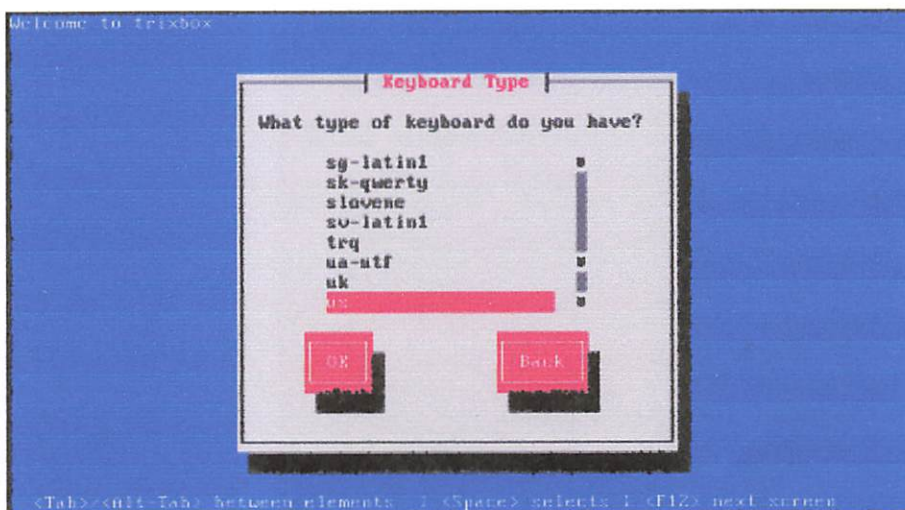 Welcome to trixbox
Keyboard Type
What type of keyboard do you have?
sg-latin1
sk-qwerty
slovene
sv-latin1
trq
ua-utf
uk
us
OK
Back
<Tab>/<Alt-Tab> between elements | <Space> selects | <F12> next screen